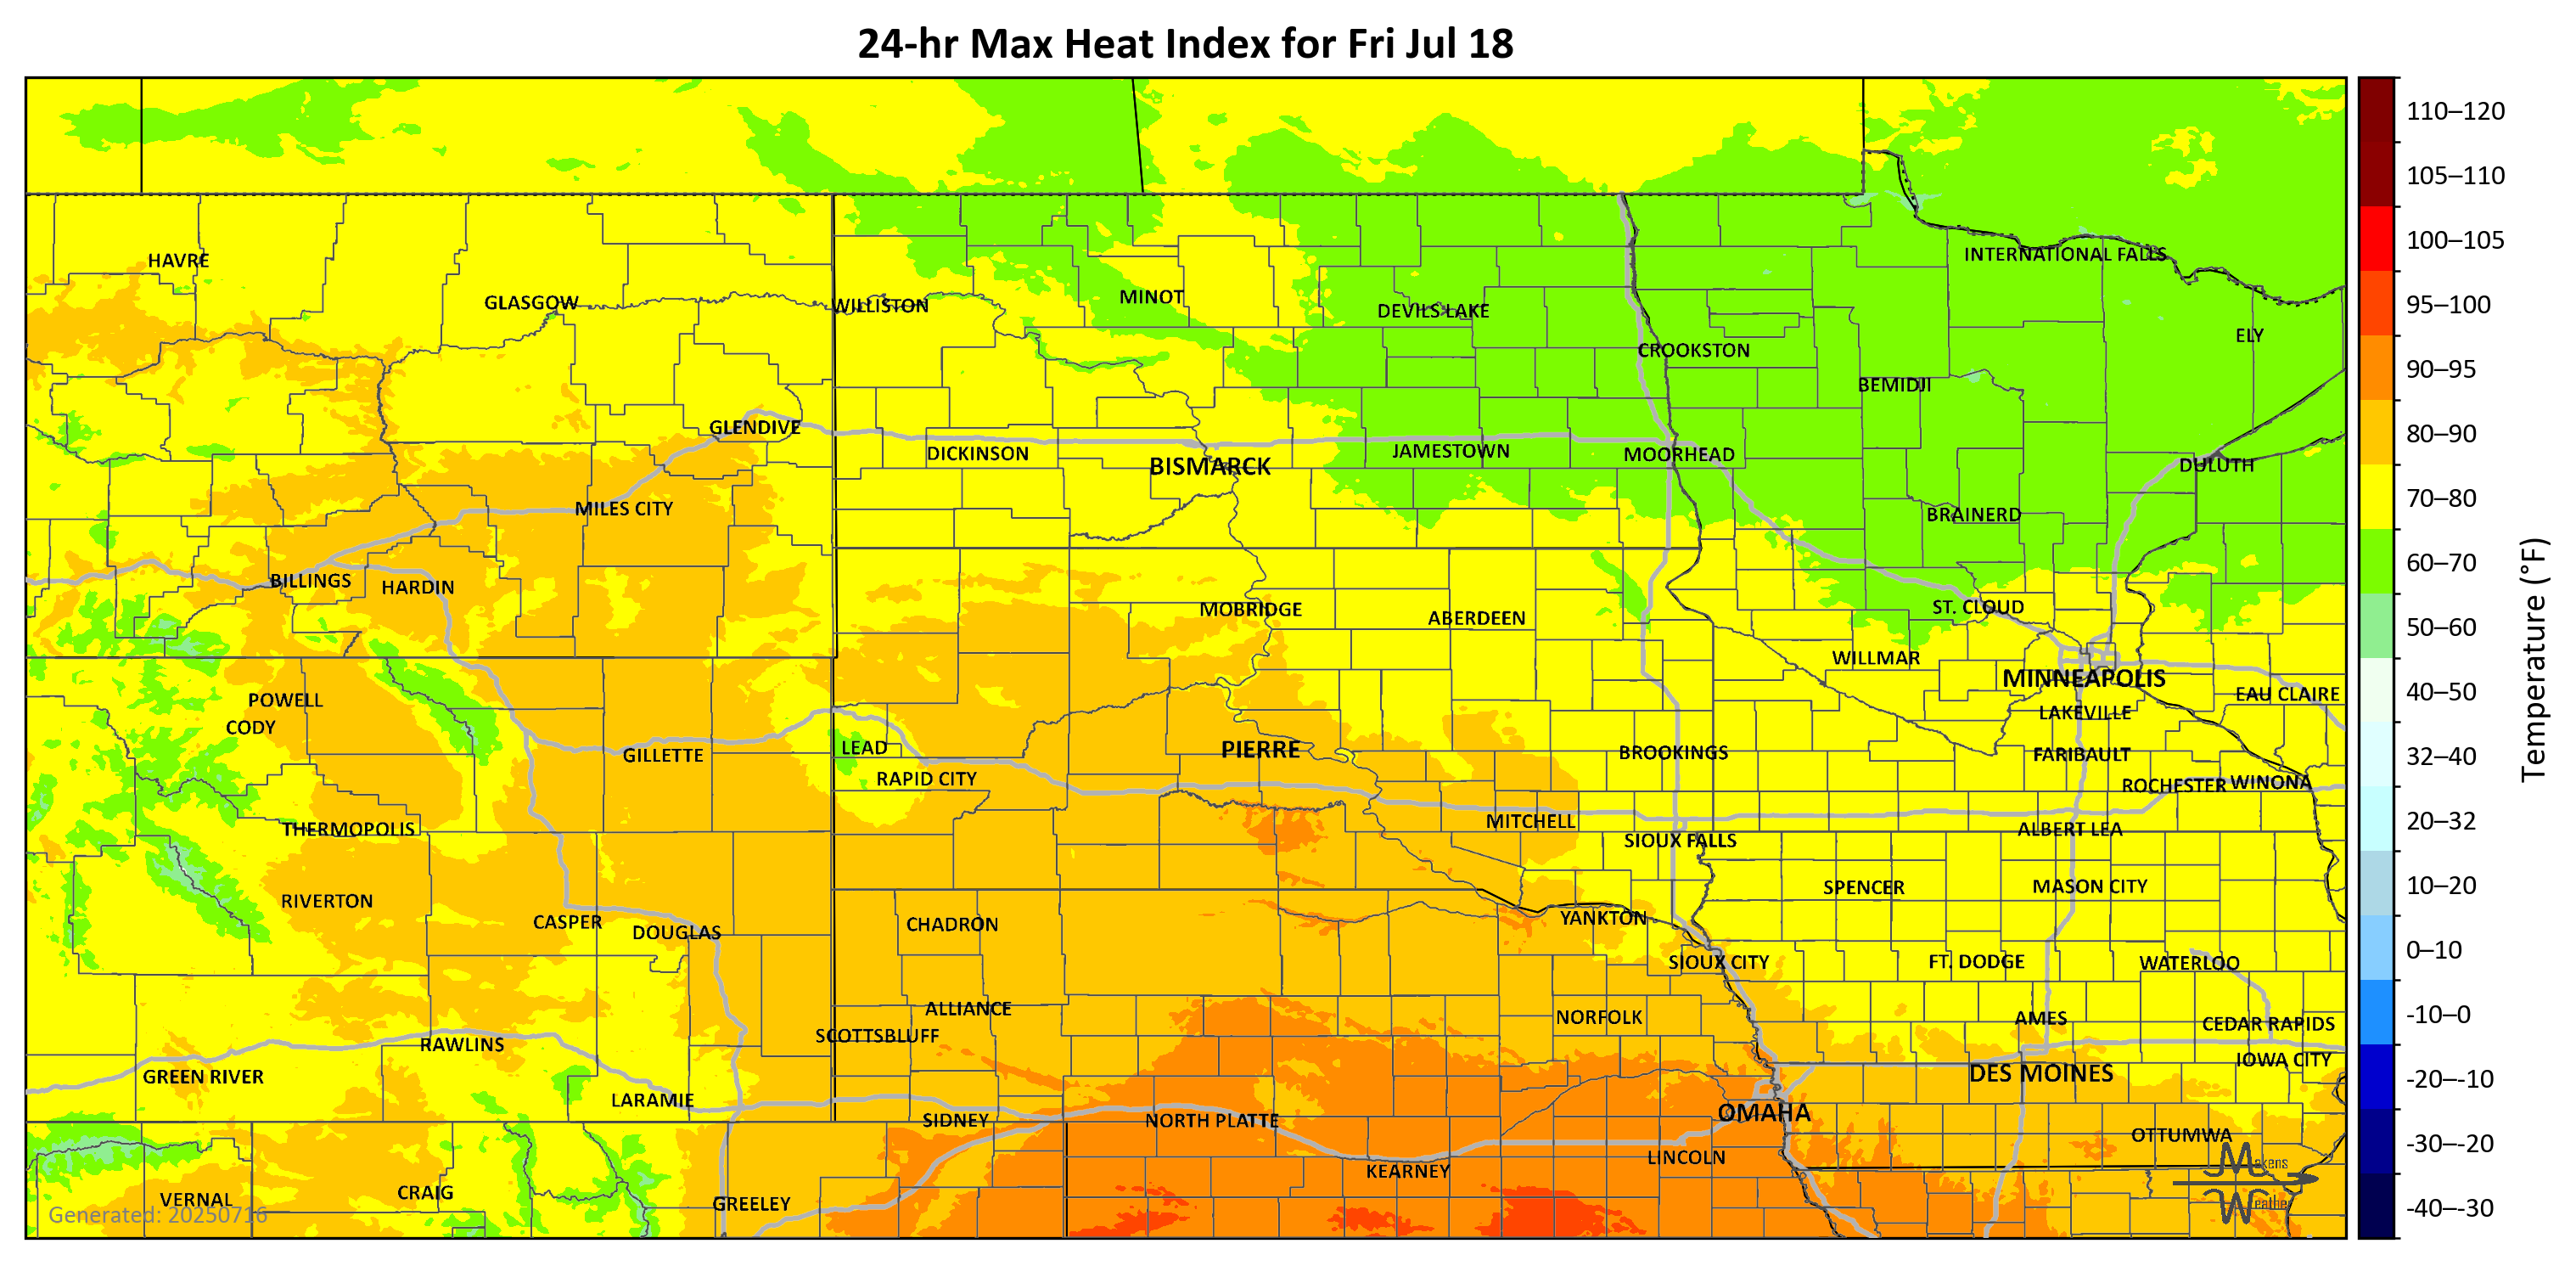 24-hr Max Heat Index for Fri Jul 18
HAVRE
GLASGOW
WILLISTON
MINOT
DEVILS LAKE
INTERNATIONAL FALLS
ELY
CROOKSTON
BEMIDJI
GLENDIVE
DICKINSON
BISMARCK
JAMESTOWN
MOORHEAD
DULUTH
MILES CITY
BRAINERD
BILLINGS
HARDIN
MOBRIDGE
ABERDEEN
ST. CLOUD
WILLMAR
MINNEAPOLIS
EAU CLAIRE
POWELL
CODY
LAKEVILLE
GILLETTE
LEAD
PIERRE
BROOKINGS
FARIBAULT
RAPID CITY
ROCHESTER
WINONA
THERMOPOLIS
MITCHELL
ALBERT LEA
SIOUX FALLS
RIVERTON
SPENCER
MASON CITY
CASPER
DOUGLAS
CHADRON
YANKTON
SIOUX CITY
FT. DODGE
WATERLOO
ALLIANCE
NORFOLK
AMES
CEDAR RAPIDS
SCOTTSBLUFF
RAWLINS
IOWA CITY
GREEN RIVER
DES MOINES
LARAMIE
SIDNEY
NORTH PLATTE
OMAHA
OTTUMWA
KEARNEY
LINCOLN
VERNAL
CRAIG
GREELEY
Generated: 20250716
Makens
Weather
110–120
105–110
100–105
95–100
90–95
80–90
70–80
60–70
50–60
40–50
32–40
20–32
10–20
0–10
-10–0
-20–-10
-30–-20
-40–-30
Temperature (°F)